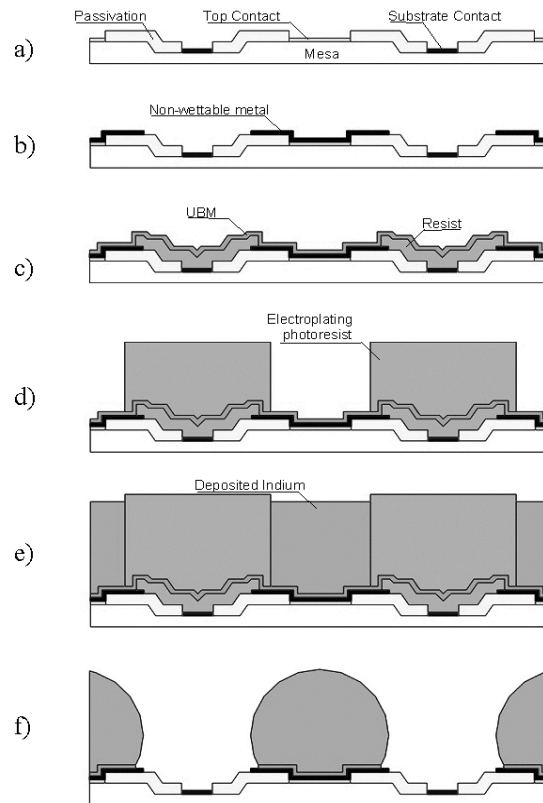 Passivation Top Contact Substrate Contact
a)
Mesa
Non-wettable metal
b)
UBM
Resist
c)
Electroplating
photoresist
d)
Deposited Indium
e)
f)